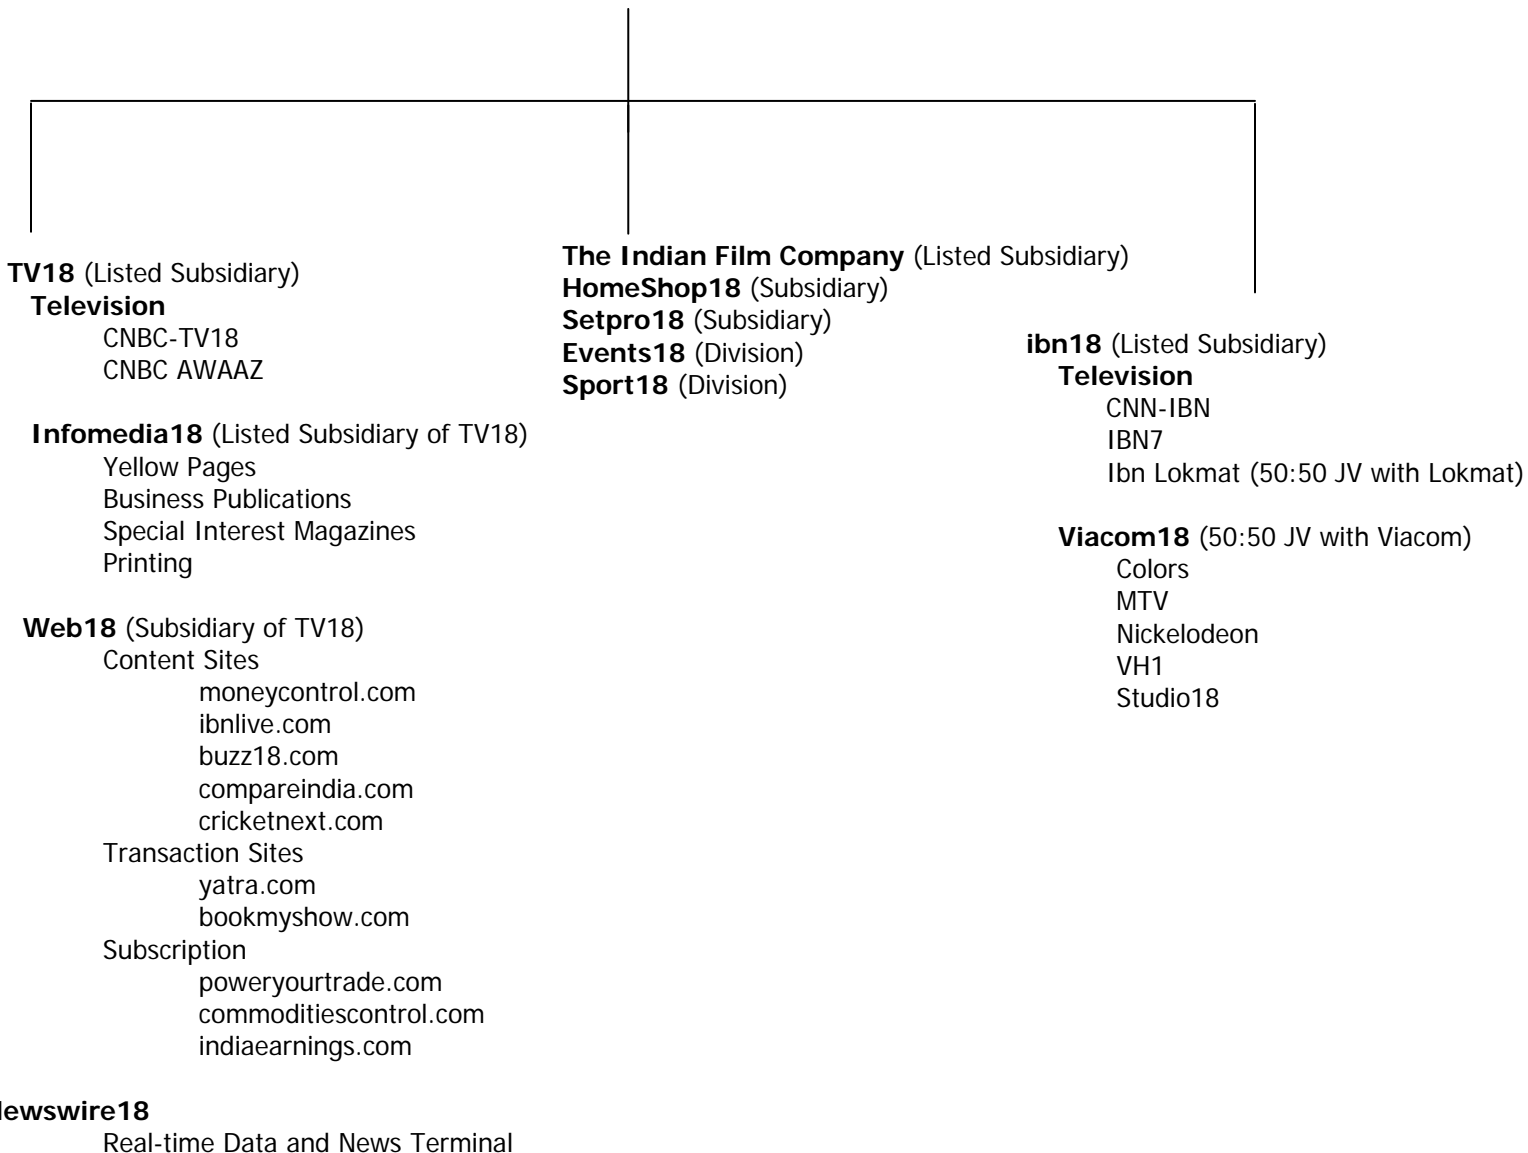 TV18 (Listed Subsidiary)
Television
CNBC-TV18
CNBC AWAAZ
Infomedia18 (Listed Subsidiary of TV18)
Yellow Pages
Business Publications
Special Interest Magazines
Printing
Web18 (Subsidiary of TV18)
Content Sites
moneycontrol.com
ibnlive.com
buzz18.com
compareindia.com
cricketnext.com
Transaction Sites
yatra.com
bookmyshow.com
Subscription
poweryourtrade.com
commoditiescontrol.com
indiaearnings.com
ewswire18
Real-time Data and News Terminal
The Indian Film Company (Listed Subsidiary)
HomeShop18 (Subsidiary)
Setpro18 (Subsidiary)
Events18 (Division)
Sport18 (Division)
ibn18 (Listed Subsidiary)
Television
CNN-IBN
IBN7
Ibn Lokmat (50:50 JV with Lokmat)
Viacom18 (50:50 JV with Viacom)
Colors
MTV
Nickelodeon
VH1
Studio18